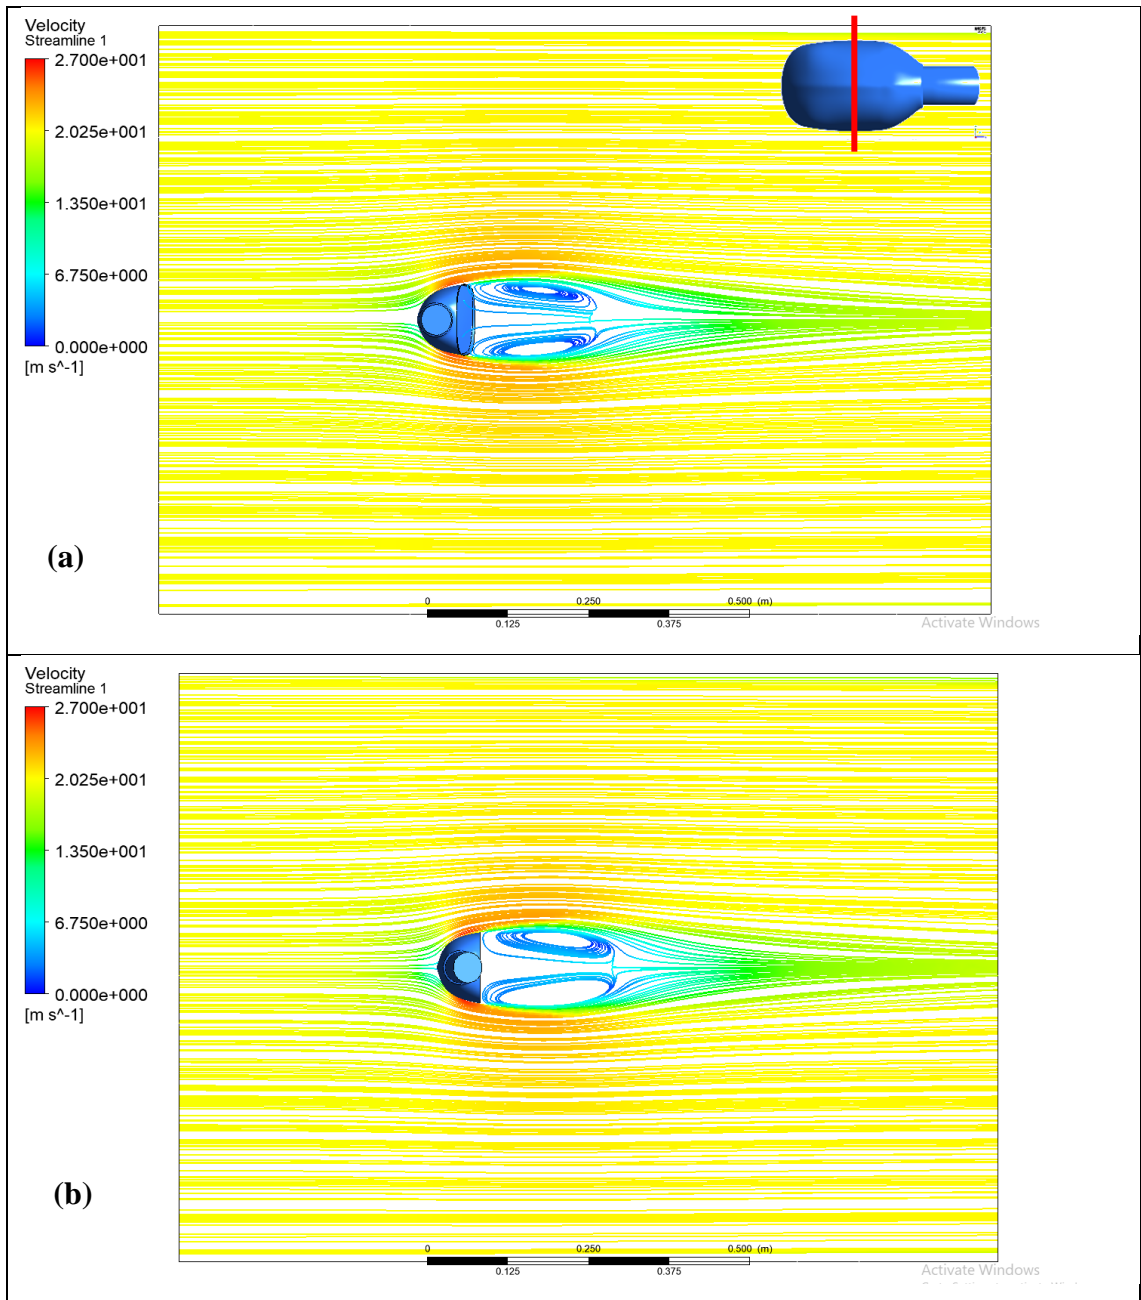 Velocity
Streamline 1
2.700e+001
2.025e+001
1.350e+001
6.750e+000
0.000e+000
[m s^-1]
(a)
0 0.250 0.500 (m)
0.125 0.375
Activate Windows
Velocity
Streamline 1
2.700e+001
2.025e+001
1.350e+001
6.750e+000
0.000e+000
[m s^-1]
(b)
0 0.250 0.500 (m)
0.125 0.375
Activate Windows